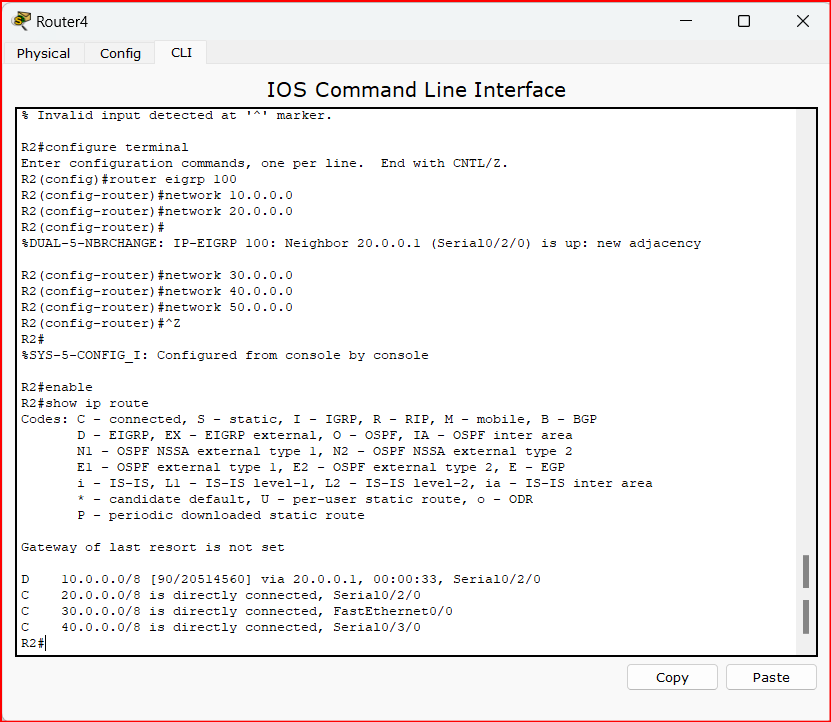 Router4
Physical Config CLI
IOS Command Line Interface
% Invalid input detected at '^' marker.
R2#configure terminal
Enter configuration commands, one per line.  End with CNTL/Z.
R2(config)#router eigrp 100
R2(config-router)#network 10.0.0.0
R2(config-router)#network 20.0.0.0
R2(config-router)#
%DUAL-5-NBRCHANGE: IP-EIGRP 100: Neighbor 20.0.0.1 (Serial0/2/0) is up: new adjacency
R2(config-router)#network 30.0.0.0
R2(config-router)#network 40.0.0.0
R2(config-router)#network 50.0.0.0
R2(config-router)#^Z
R2#
%SYS-5-CONFIG_I: Configured from console by console
R2#enable
R2#show ip route
Codes: C - connected, S - static, I - IGRP, R - RIP, M - mobile, B - BGP
       D - EIGRP, EX - EIGRP external, O - OSPF, IA - OSPF inter area
       N1 - OSPF NSSA external type 1, N2 - OSPF NSSA external type 2
       E1 - OSPF external type 1, E2 - OSPF external type 2, E - EGP
       i - IS-IS, L1 - IS-IS level-1, L2 - IS-IS level-2, ia - IS-IS inter area
       * - candidate default, U - per-user static route, o - ODR
       P - periodic downloaded static route
Gateway of last resort is not set
D    10.0.0.0/8 [90/20514560] via 20.0.0.1, 00:00:33, Serial0/2/0
C    20.0.0.0/8 is directly connected, Serial0/2/0
C    30.0.0.0/8 is directly connected, FastEthernet0/0
C    40.0.0.0/8 is directly connected, Serial0/3/0
R2#
Copy Paste